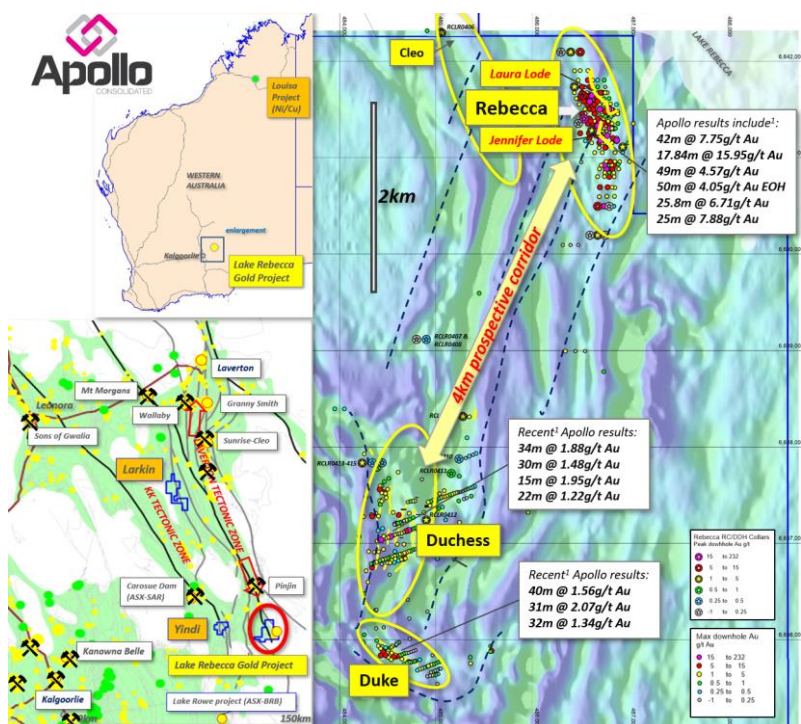 Apollo
CONSOLIDATED
Louisa
Project
(Ni/Cu)
WESTERN
AUSTRALIA
enlargement
Kalgoorlie
Lake Rebecca
Gold Project
Laverton
Mt Morgans
Leonora
Wallaby
Granny Smith
Sons of Gwalia
Sunrise-Cleo
Larkin
LAVERTON TECTONIC ZONE
KK TECTONIC ZONE
Carosue Dam
(ASX-SAR)
Pinjin
Yindi
Kanowna Belle
Lake Rebecca Gold Project
Kalgoorlie
Lake Rowe project (ASX-BRB)
150km
RCLR0406
Cleo
LAKE REBECCA
6,642,000
Laura Lode
Rebecca
Jennifer Lode
Apollo results include¹:
42m @ 7.75g/t Au
17.84m @ 15.95g/t Au
49m @ 4.57g/t Au
50m @ 4.05g/t Au EOH
25.8m @ 6.71g/t Au
25m @ 7.88g/t Au
2km
4km prospective corridor
RCLR0407 &
RCLR0408
RCLR0413-415
RCLR0411
RCLR0412
Recent¹ Apollo results:
34m @ 1.88g/t Au
30m @ 1.48g/t Au
15m @ 1.95g/t Au
22m @ 1.22g/t Au
Duchess
Recent¹ Apollo results:
40m @ 1.56g/t Au
31m @ 2.07g/t Au
32m @ 1.34g/t Au
Duke
Rebecca RC/DDH Collars
Peak downhole Au g/t
15 to 232
5 to 15
1 to 5
0.5 to 1
0.25 to 0.5
-1 to 0.25
Max downhole Au
g/t Au
15 to 232
5 to 15
1 to 5
0.5 to 1
0.25 to 0.5
-1 to 0.25